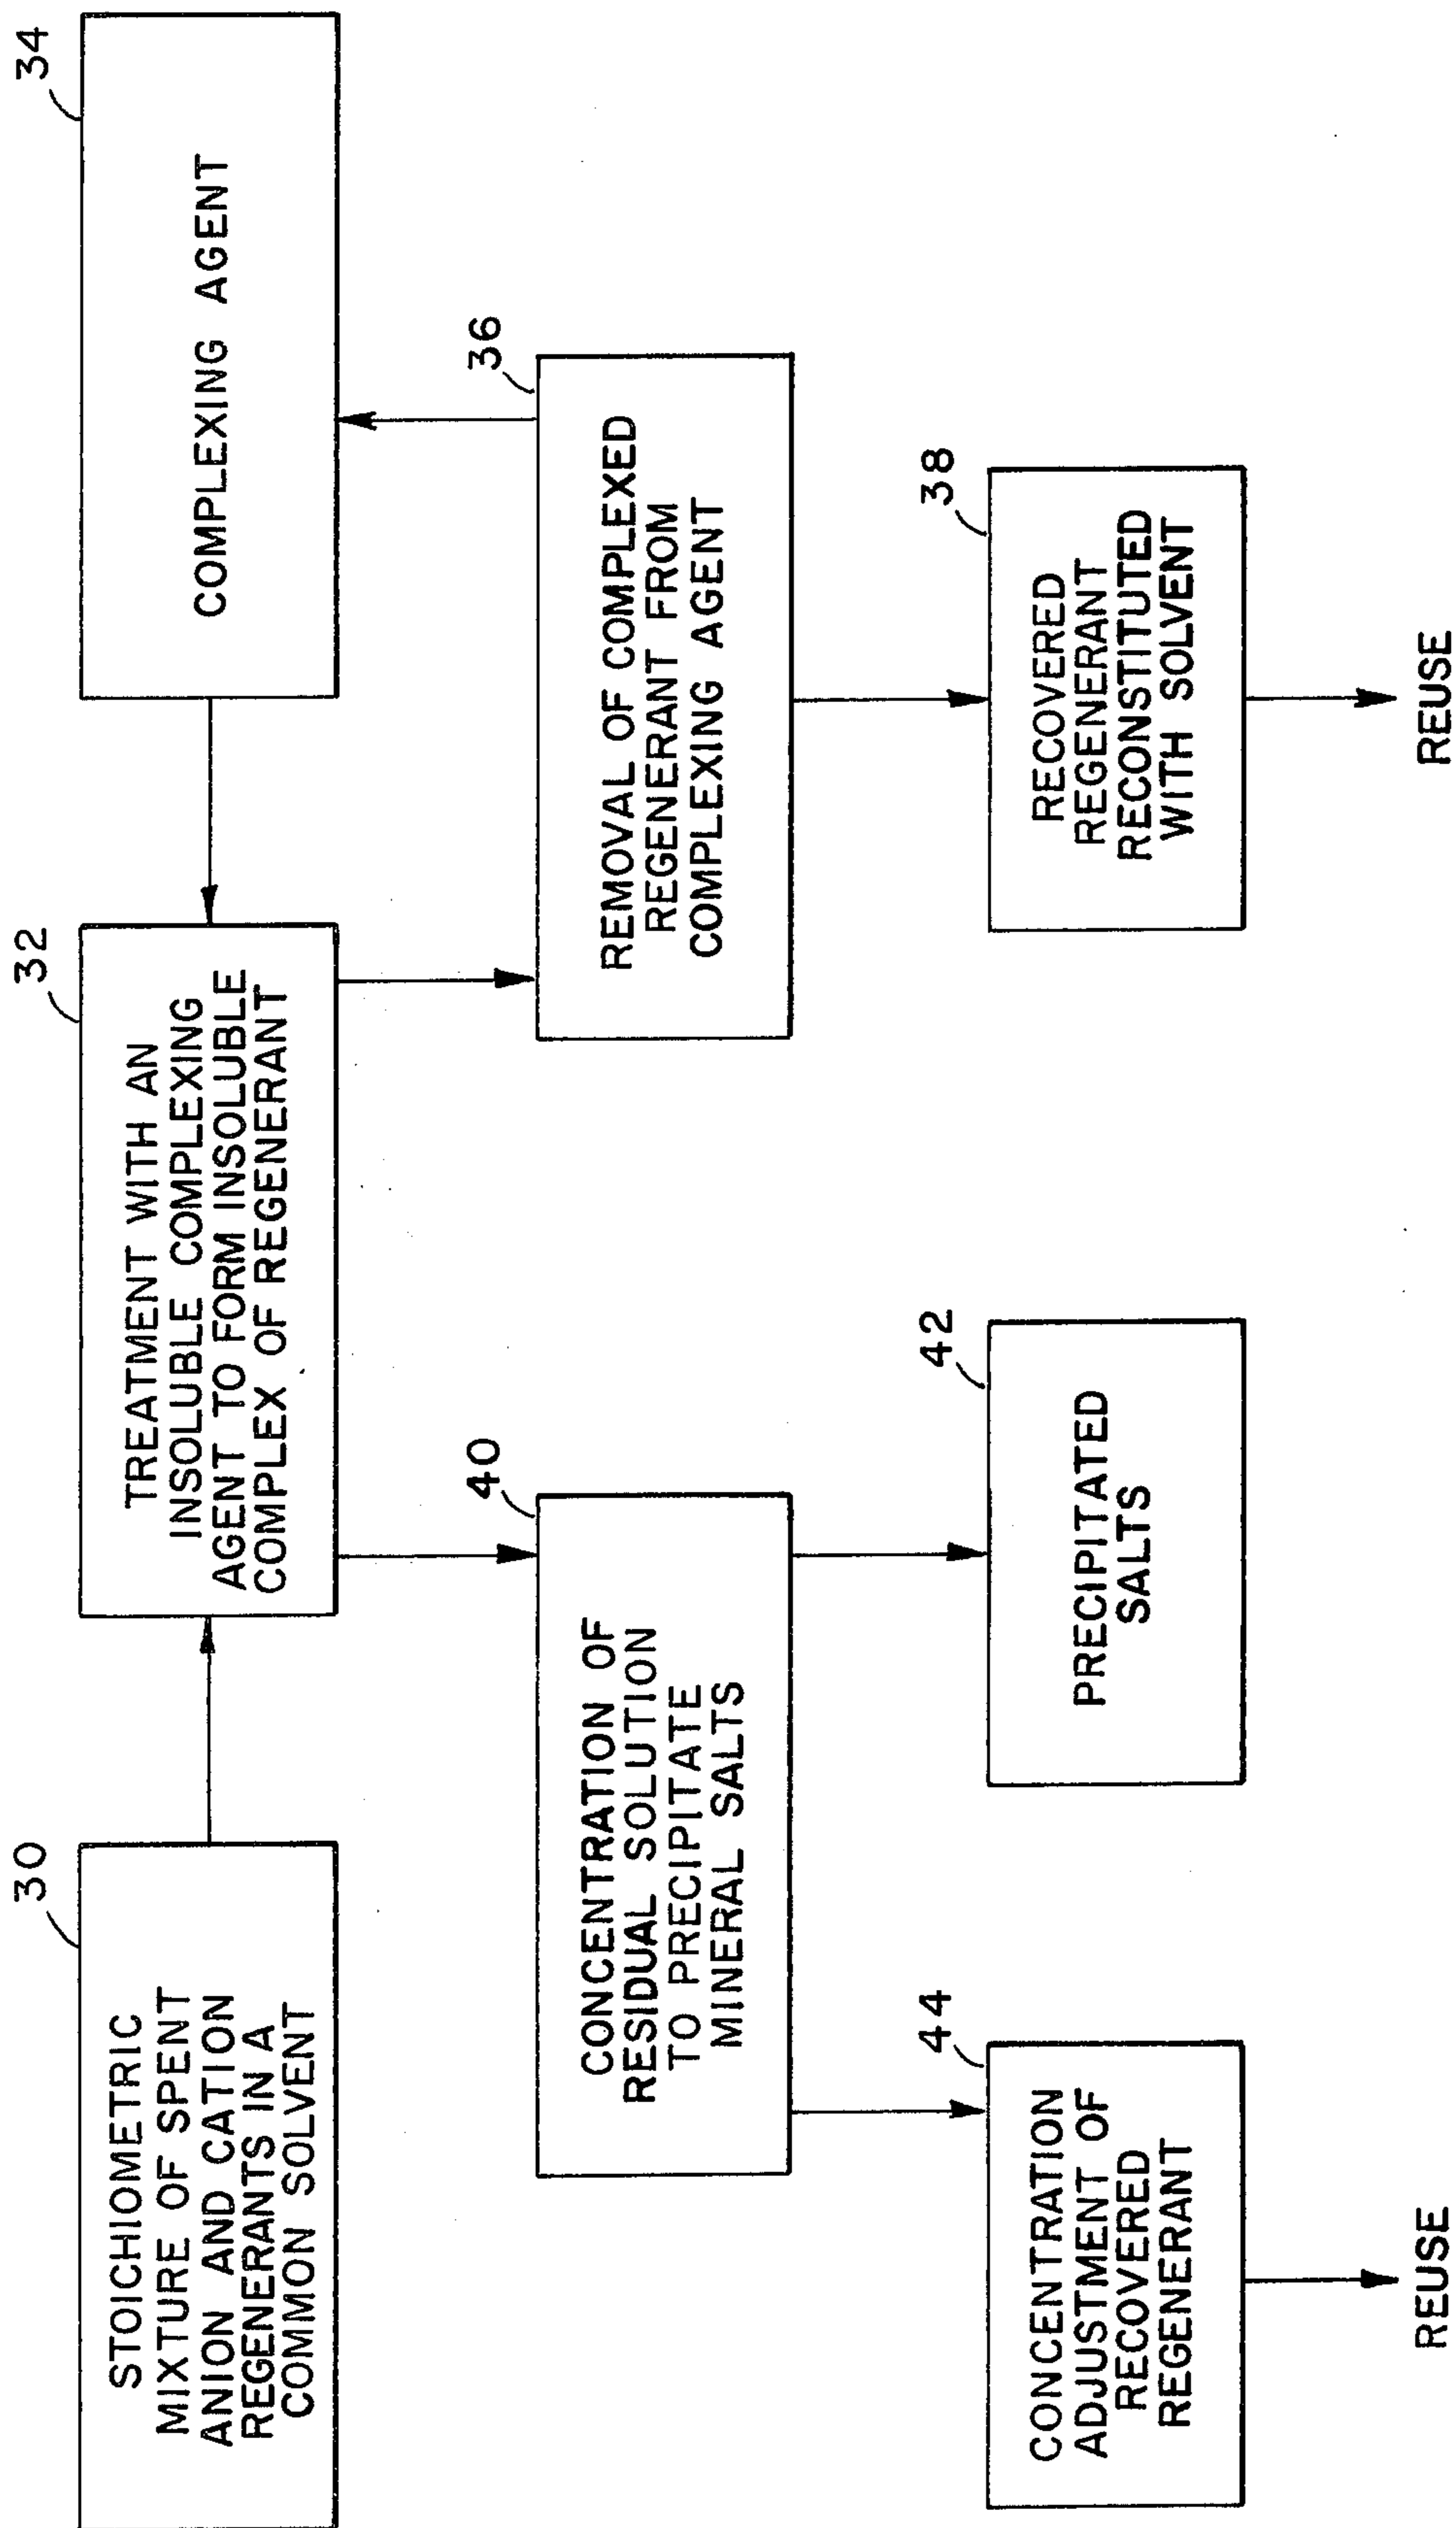 30
STOICHIOMETRIC
MIXTURE OF SPENT
ANION AND CATION
REGENERANTS IN A
COMMON SOLVENT
32
TREATMENT WITH AN
INSOLUBLE COMPLEXING
AGENT TO FORM INSOLUBLE
COMPLEX OF REGENERANT
34
COMPLEXING AGENT
40
CONCENTRATION OF
RESIDUAL SOLUTION
TO PRECIPITATE
MINERAL SALTS
36
REMOVAL OF COMPLEXED
REGENERANT FROM
COMPLEXING AGENT
44
CONCENTRATION
ADJUSTMENT OF
RECOVERED
REGENERANT
42
PRECIPITATED
SALTS
38
RECOVERED
REGENERANT
RECONSTITUTED
WITH SOLVENT
REUSE
REUSE